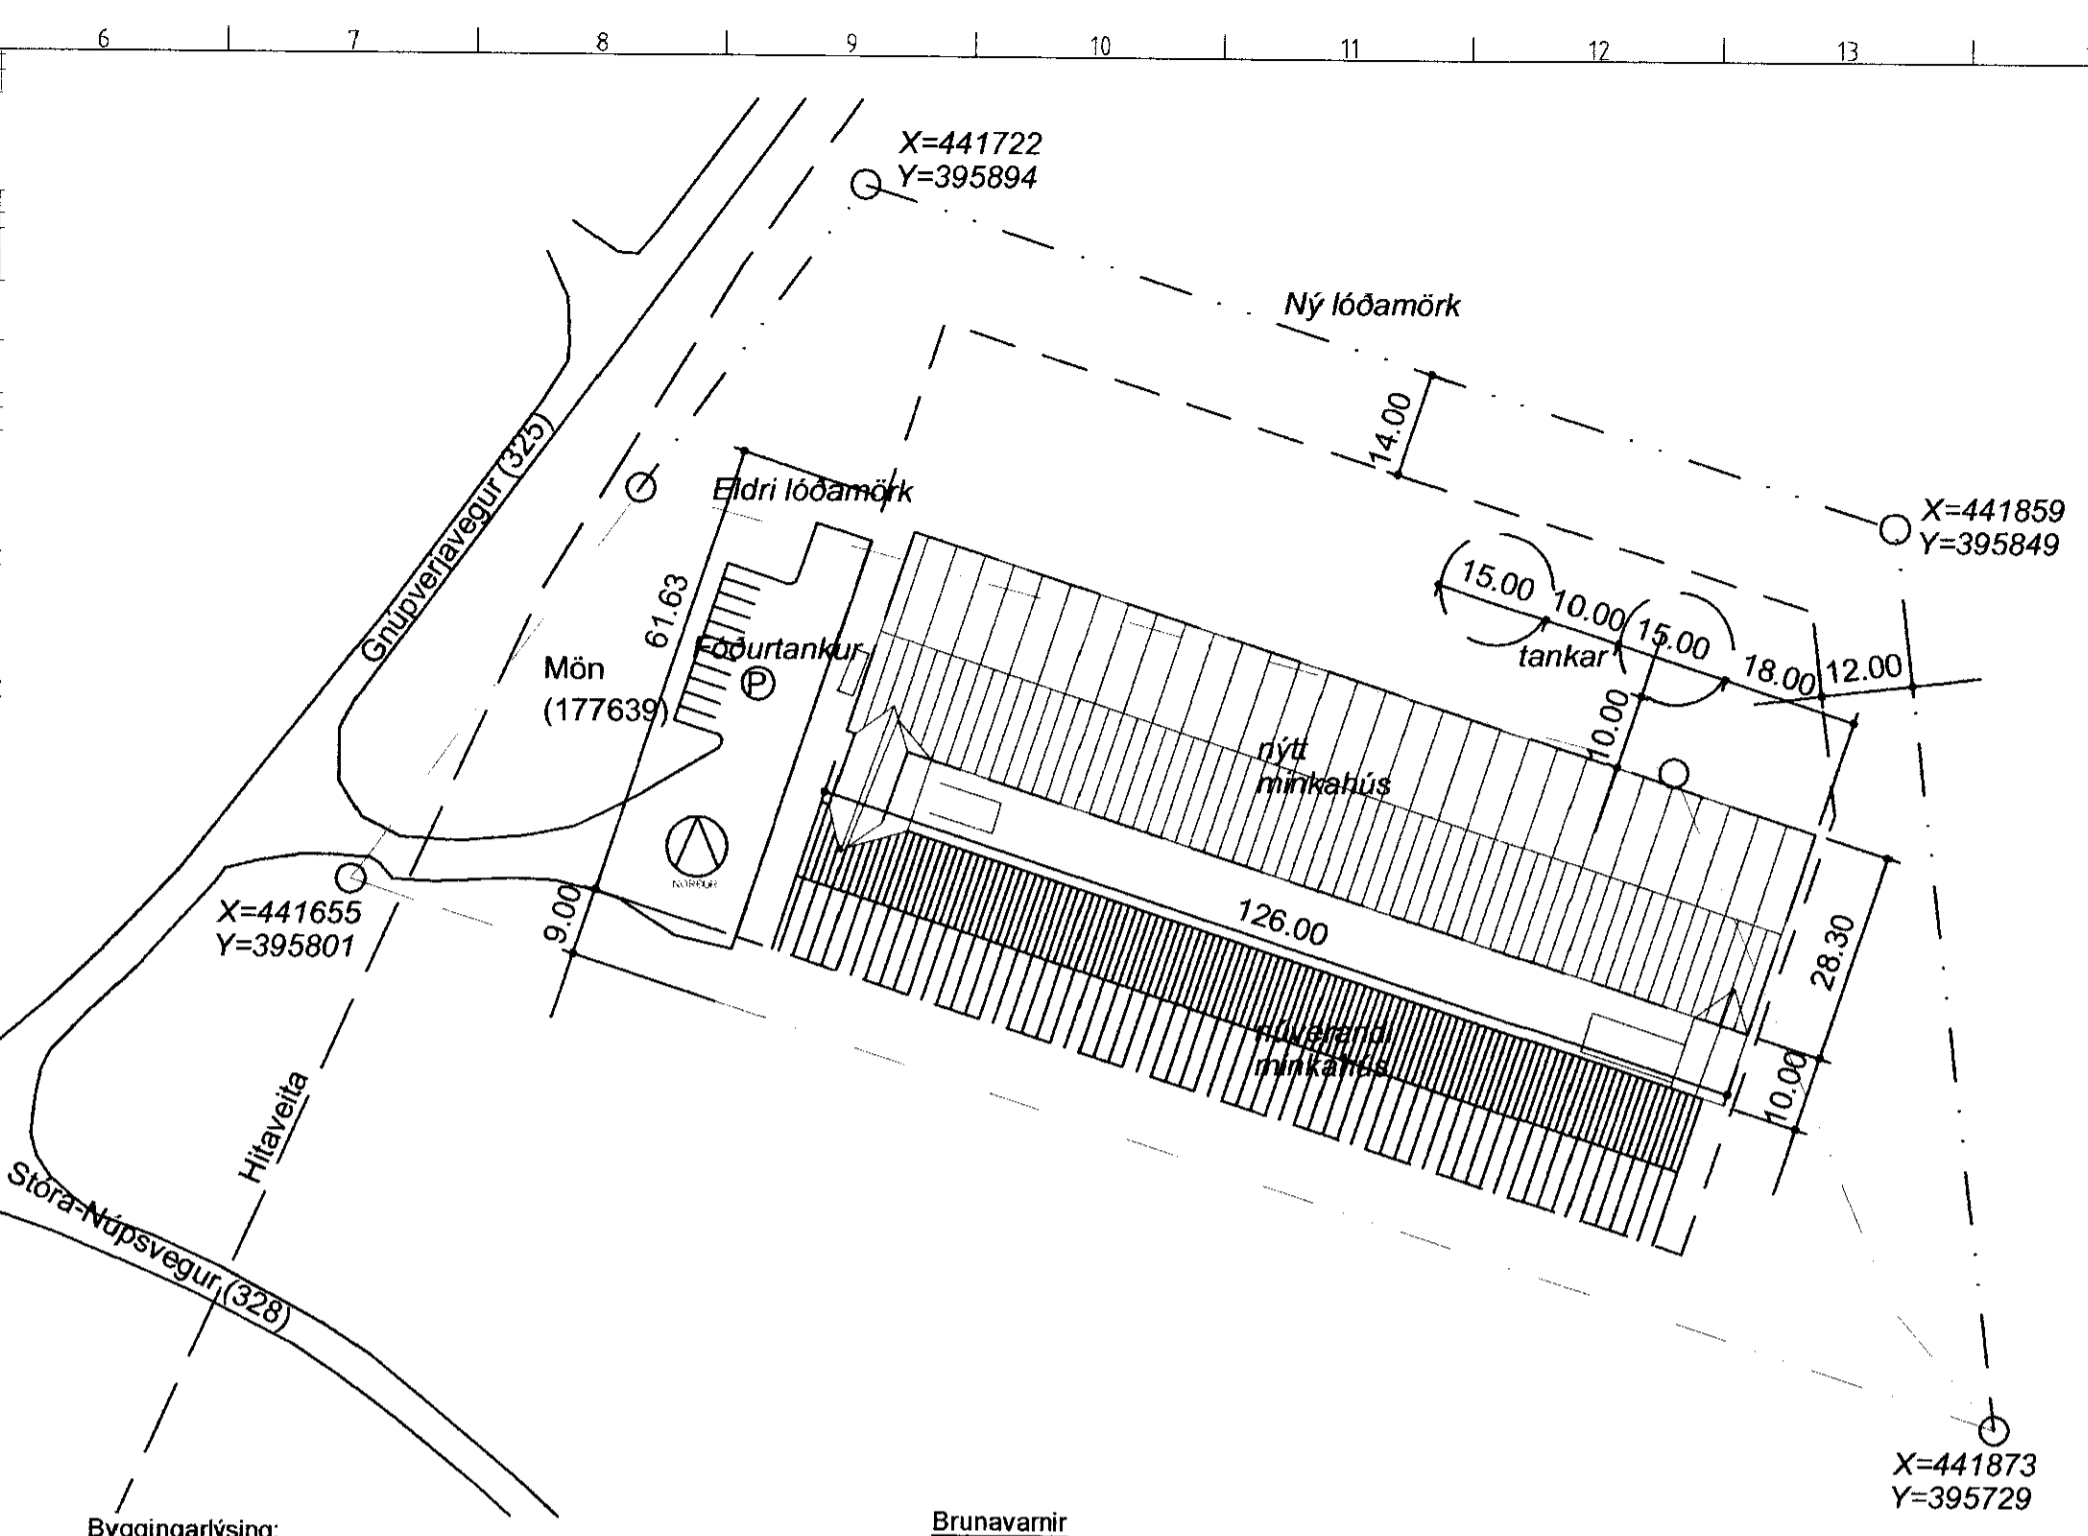 6 7 8 9 10 11 12 13
X=441722
Y=395894
Ný lóðamörk
14.00
Gnúpverjavegur (325)
Eldri lóðamörk
X=441859
Y=395849
15.00
10.00
15.00
18.00
12.00
tankar
61.63
Fóðurtankur
P
Mön
(177639)
10.00
nýtt
minkahús
NORÐUR
X=441655
Y=395801
9.00
126.00
28.30
núverandi
minkahús
10.00
Hitaveita
Stóra-Núpsvegur (328)
X=441873
Y=395729
Byggingarlýsing:
Brunavarnir